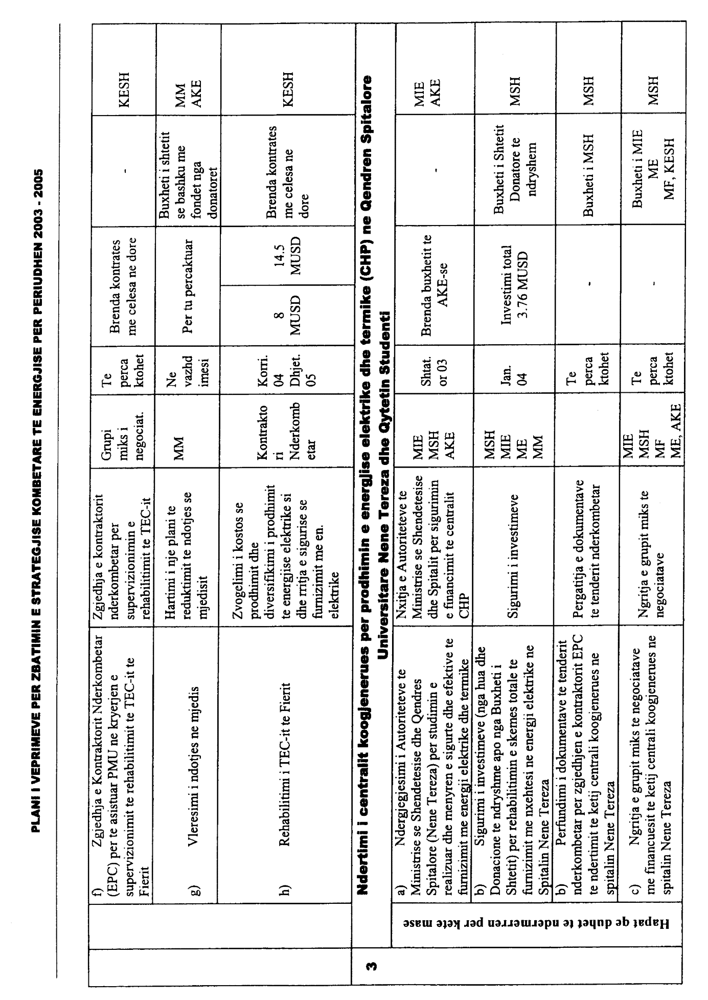 PLANI I VEPRIMEVE PER ZBATIMIN E STRATEGJISE KOMBETARE TE ENERGJISE PER PERIUDHEN 2003 - 2005
f) Zgjedhja e Kontraktorit Nderkombetar
(EPC) per te asistuar PMU ne kryerjen e
supervizionimit te rehabilitimit te TEC-it te
Fierit
Zgjedhja e kontraktorit
nderkombetar per
supervizionimin e
rehabilitimit te TEC-it
Grupi
miks i
negociat.
Te
perca
ktohet
Brenda kontrates
me celesa ne dore
-
KESH
g) Vleresimi i ndotjes ne mjedis
Hartimi i nje plani te
reduktimit te ndotjes se
mjedisit
MM
Ne
vazhd
imesi
Per tu percaktuar
Buxheti i shtetit
se bashku me
fondet nga
donatoret
MM
AKE
h) Rehabilitimi i TEC-it te Fierit
Zvogelimi i kostos se
prodhimit dhe
diversifikimi i prodhimit
te energjise elektrike si
dhe rritja e sigurise se
furnizimit me en.
elektrike
Kontrakto
ri
Nderkomb
etar
Korri.
04
Dhjet.
05
8
MUSD
14.5
MUSD
Brenda kontrates
me celesa ne
dore
KESH
3
Ndertimi i centralit koogjenerues per prodhimin e energjise elektrike dhe termike (CHP) ne Qendren Spitalore
Universitare Nene Tereza dhe Qytetin Studenti
Hapat qe duhet te ndermerren per kete mase
a) Ndergjegjesimi i Autoriteteve te
Ministrise se Shendetesise dhe Qendres
Spitalore (Nene Tereza) per studimin e
realizuar dhe menyren e sigurte dhe efektive te
furnizimit me energji elektrike dhe termike
Nxitja e Autoriteteve te
Ministrise se Shendetesise
dhe Spitalit per sigurimin
e financimit te centralit
CHP
MIE
MSH
AKE
Shtat.
or 03
Brenda buxhetit te
AKE-se
-
MIE
AKE
b) Sigurimi i investimeve (nga hua dhe
Donacione te ndryshme apo nga Buxheti i
Shtetit) per rehabilitimin e skemes totale te
furnizimit me nxehtesi ne energji elektrike ne
Spitalin Nene Tereza
Sigurimi i investimeve
MSH
MIE
ME
MM
Jan.
04
Investimi total
3.76 MUSD
Buxheti i Shtetit
Donatore te
ndryshem
MSH
b) Perfundimi i dokumentave te tenderit
nderkombetar per zgjedhjen e kontraktorit EPC
te ndertimit te ketij centrali koogjenerues ne
spitalin Nene Tereza
Pergatitja e dokumentave
te tenderit nderkombetar
Te
perca
ktohet
-
Buxheti i MSH
MSH
c) Ngritja e grupit miks te negociatave
me financuesit te ketij centrali koogjenerues ne
spitalin Nene Tereza
Ngritja e grupit miks te
negociatave
MIE
MSH
MF
ME, AKE
Te
perca
ktohet
-
Buxheti i MIE
ME
MF, KESH
MSH